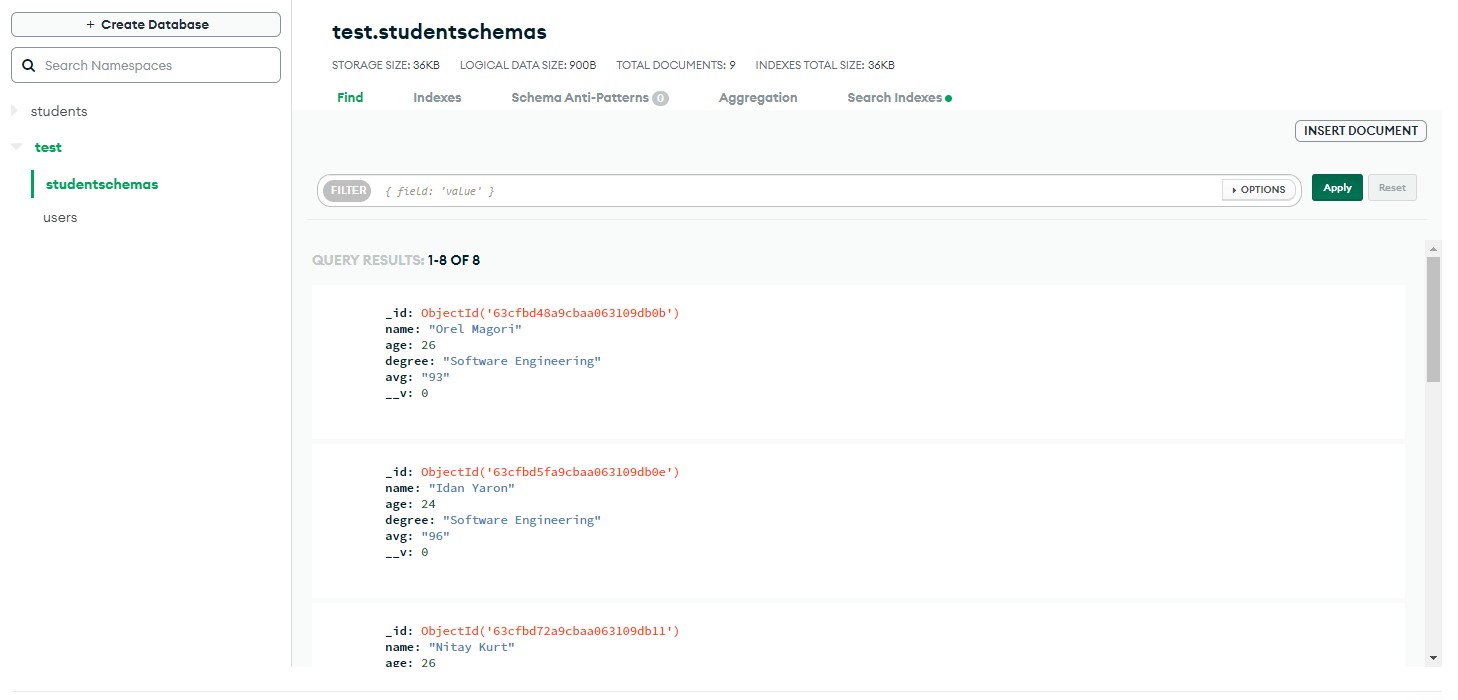 + Create Database
Search Namespaces
students
test
studentschemas
users
test.studentschemas
STORAGE SIZE: 36KB LOGICAL DATA SIZE: 900B TOTAL DOCUMENTS: 9 INDEXES TOTAL SIZE: 36KB
Find Indexes Schema Anti-Patterns 0 Aggregation Search Indexes
INSERT DOCUMENT
FILTER { field: 'value' } OPTIONS Apply Reset
QUERY RESULTS: 1-8 OF 8
_id: ObjectId('63cfbd48a9cbaa063109db0b')
name: "Orel Magori"
age: 26
degree: "Software Engineering"
avg: "93"
__v: 0
_id: ObjectId('63cfbd5fa9cbaa063109db0e')
name: "Idan Yaron"
age: 24
degree: "Software Engineering"
avg: "96"
__v: 0
_id: ObjectId('63cfbd72a9cbaa063109db11')
name: "Nitay Kurt"
age: 26